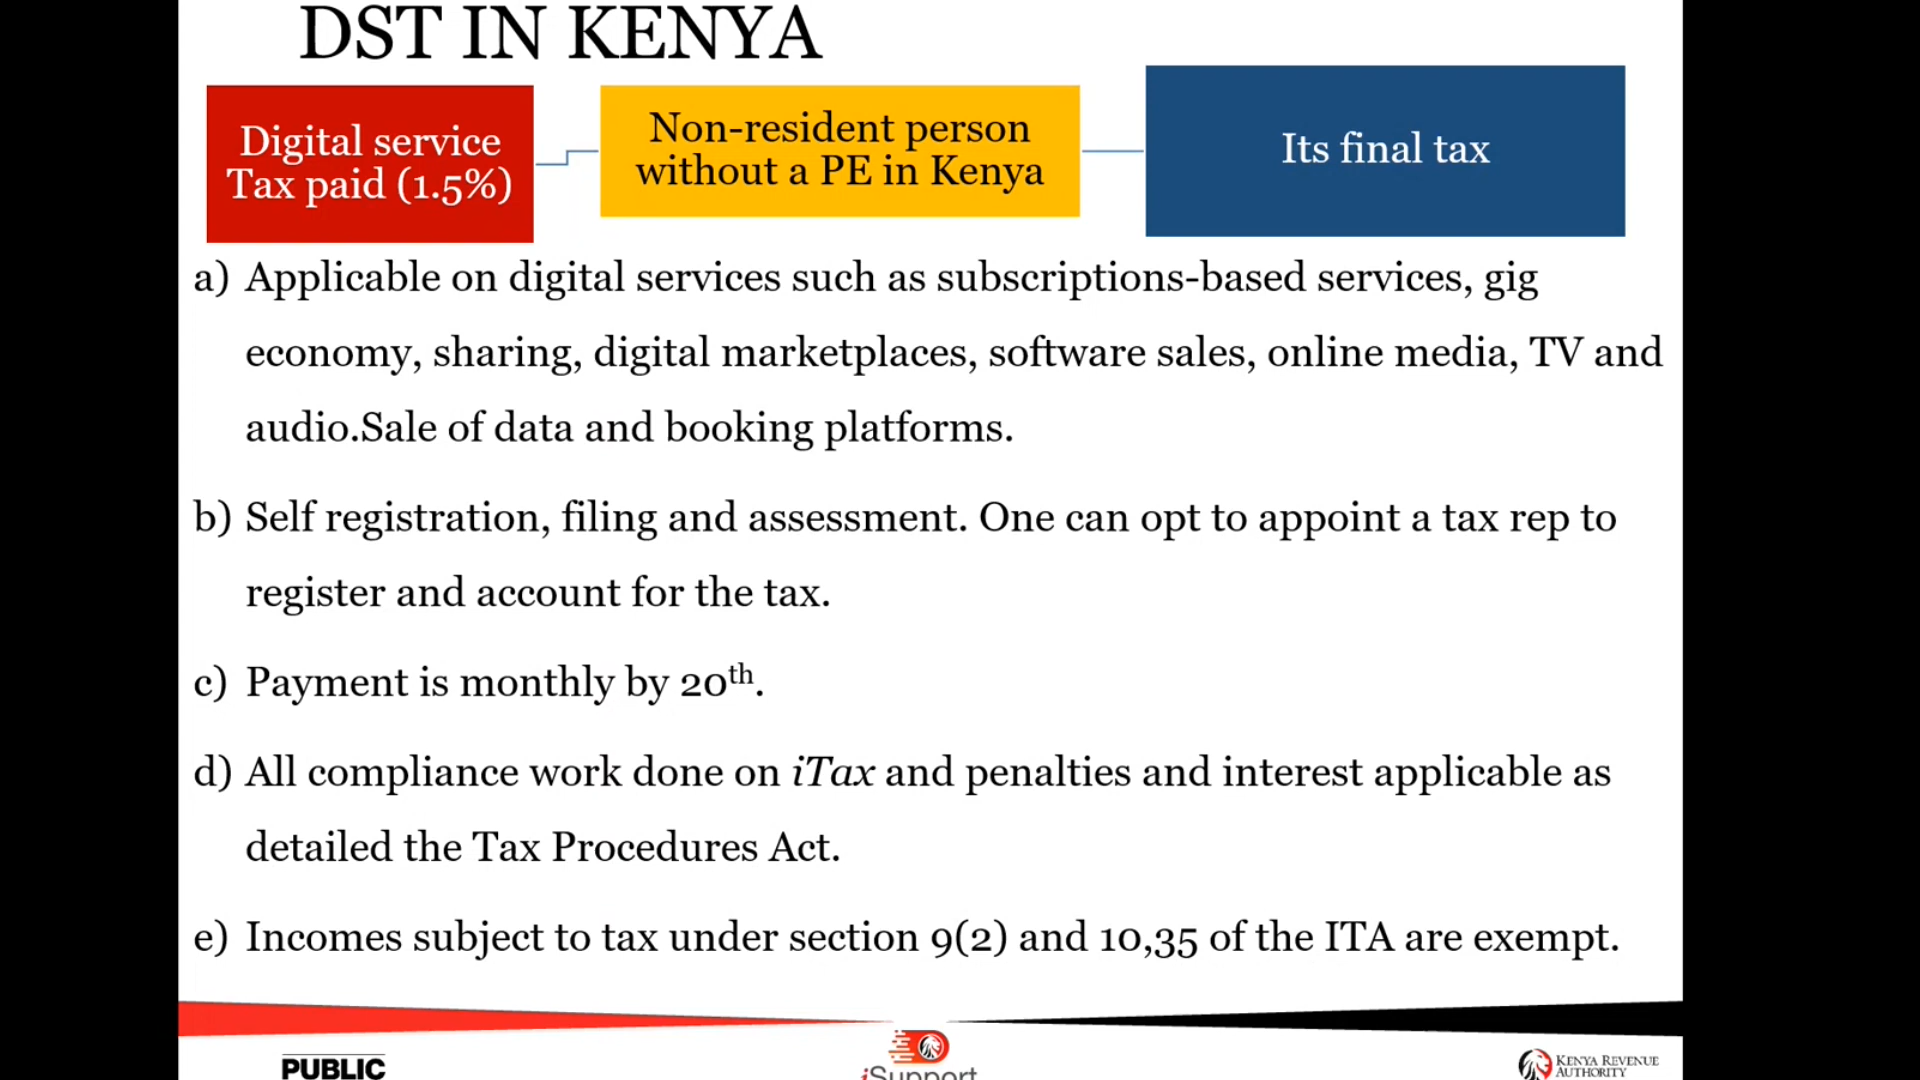 DST IN KENYA
Digital service
Tax paid (1.5%)
Non-resident person
without a PE in Kenya
Its final tax
a) Applicable on digital services such as subscriptions-based services, gig
economy, sharing, digital marketplaces, software sales, online media, TV and
audio.Sale of data and booking platforms.
b) Self registration, filing and assessment. One can opt to appoint a tax rep to
register and account for the tax.
c) Payment is monthly by 20th.
d) All compliance work done on iTax and penalties and interest applicable as
detailed the Tax Procedures Act.
e) Incomes subject to tax under section 9(2) and 10,35 of the ITA are exempt.
PUBLIC
iSupport
KENYA REVENUE
AUTHORITY